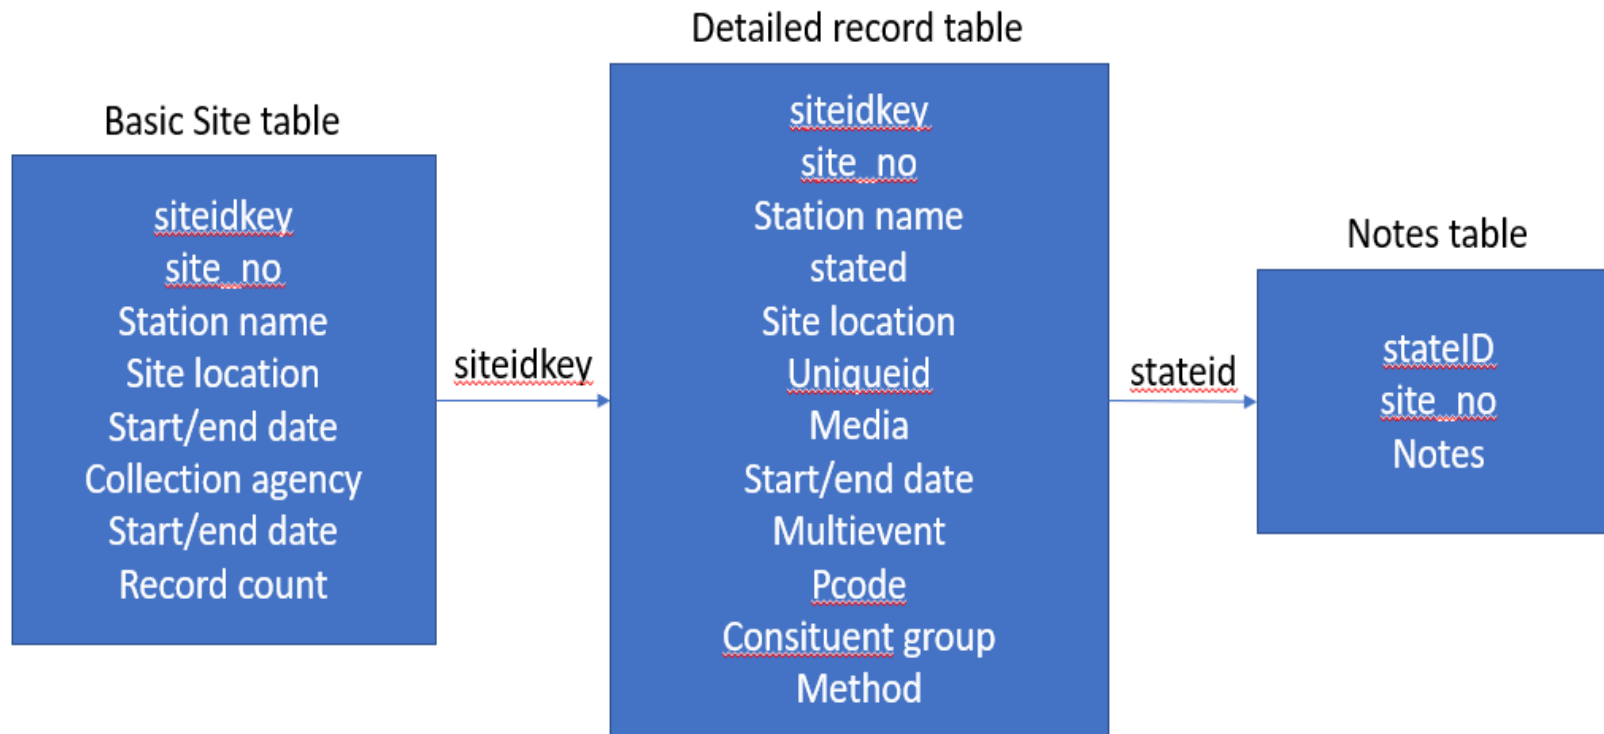 Basic Site table
siteidkey
site_no
Station name
Site location
Start/end date
Collection agency
Start/end date
Record count
siteidkey
Detailed record table
siteidkey
site_no
Station name
stated
Site location
Uniqueid
Media
Start/end date
Multievent
Pcode
Consituent group
Method
stateid
Notes table
stateID
site_no
Notes